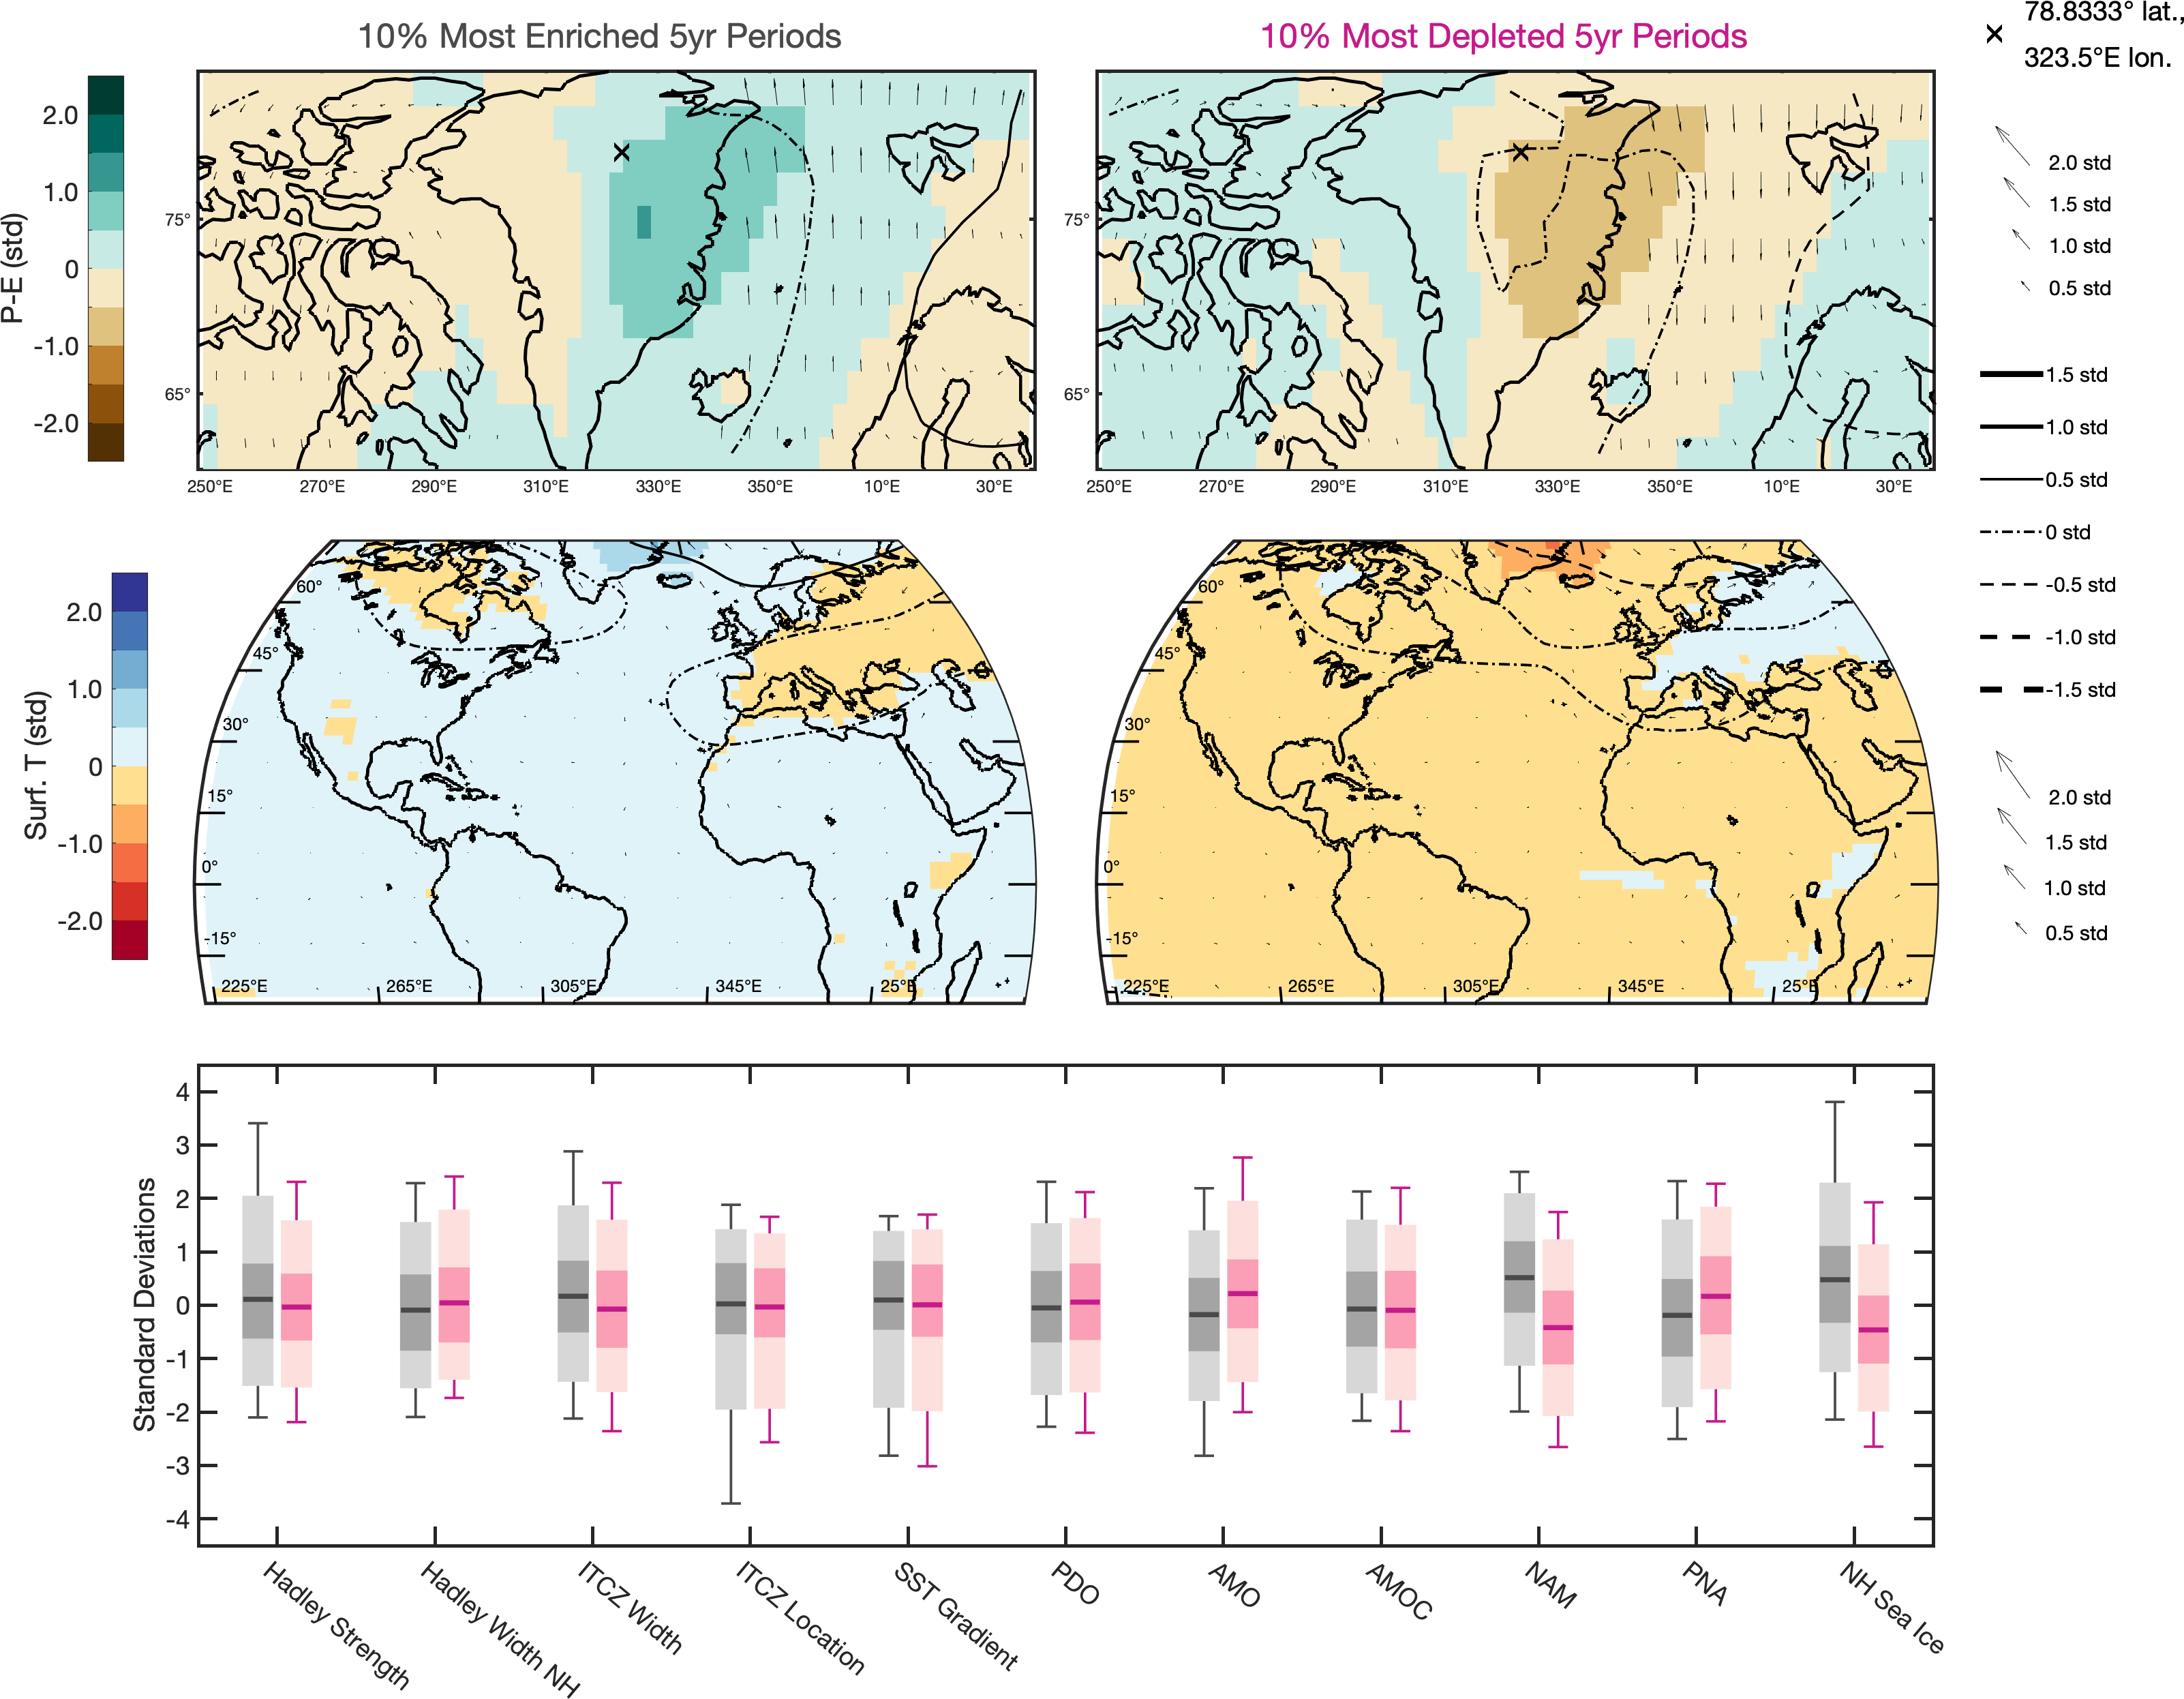 10% Most Enriched 5yr Periods
10% Most Depleted 5yr Periods
78.8333° lat.,
323.5°E lon.
P-E (std)
2.0
1.0
0
-1.0
-2.0
75°
65°
250°E 270°E 290°E 310°E 330°E 350°E 10°E 30°E
75°
65°
250°E 270°E 290°E 310°E 330°E 350°E 10°E 30°E
2.0 std
1.5 std
1.0 std
0.5 std
1.5 std
1.0 std
0.5 std
0 std
-0.5 std
-1.0 std
-1.5 std
2.0 std
1.5 std
1.0 std
0.5 std
Surf. T (std)
2.0
1.0
0
-1.0
-2.0
60°
45°
30°
15°
0°
-15°
225°E 265°E 305°E 345°E 25°E
60°
45°
30°
15°
0°
-15°
225°E 265°E 305°E 345°E 25°E
Standard Deviations
4
3
2
1
0
-1
-2
-3
-4
Hadley Strength
Hadley Width NH
ITCZ Width
ITCZ Location
SST Gradient
PDO
AMO
AMOC
NAM
PNA
NH Sea Ice